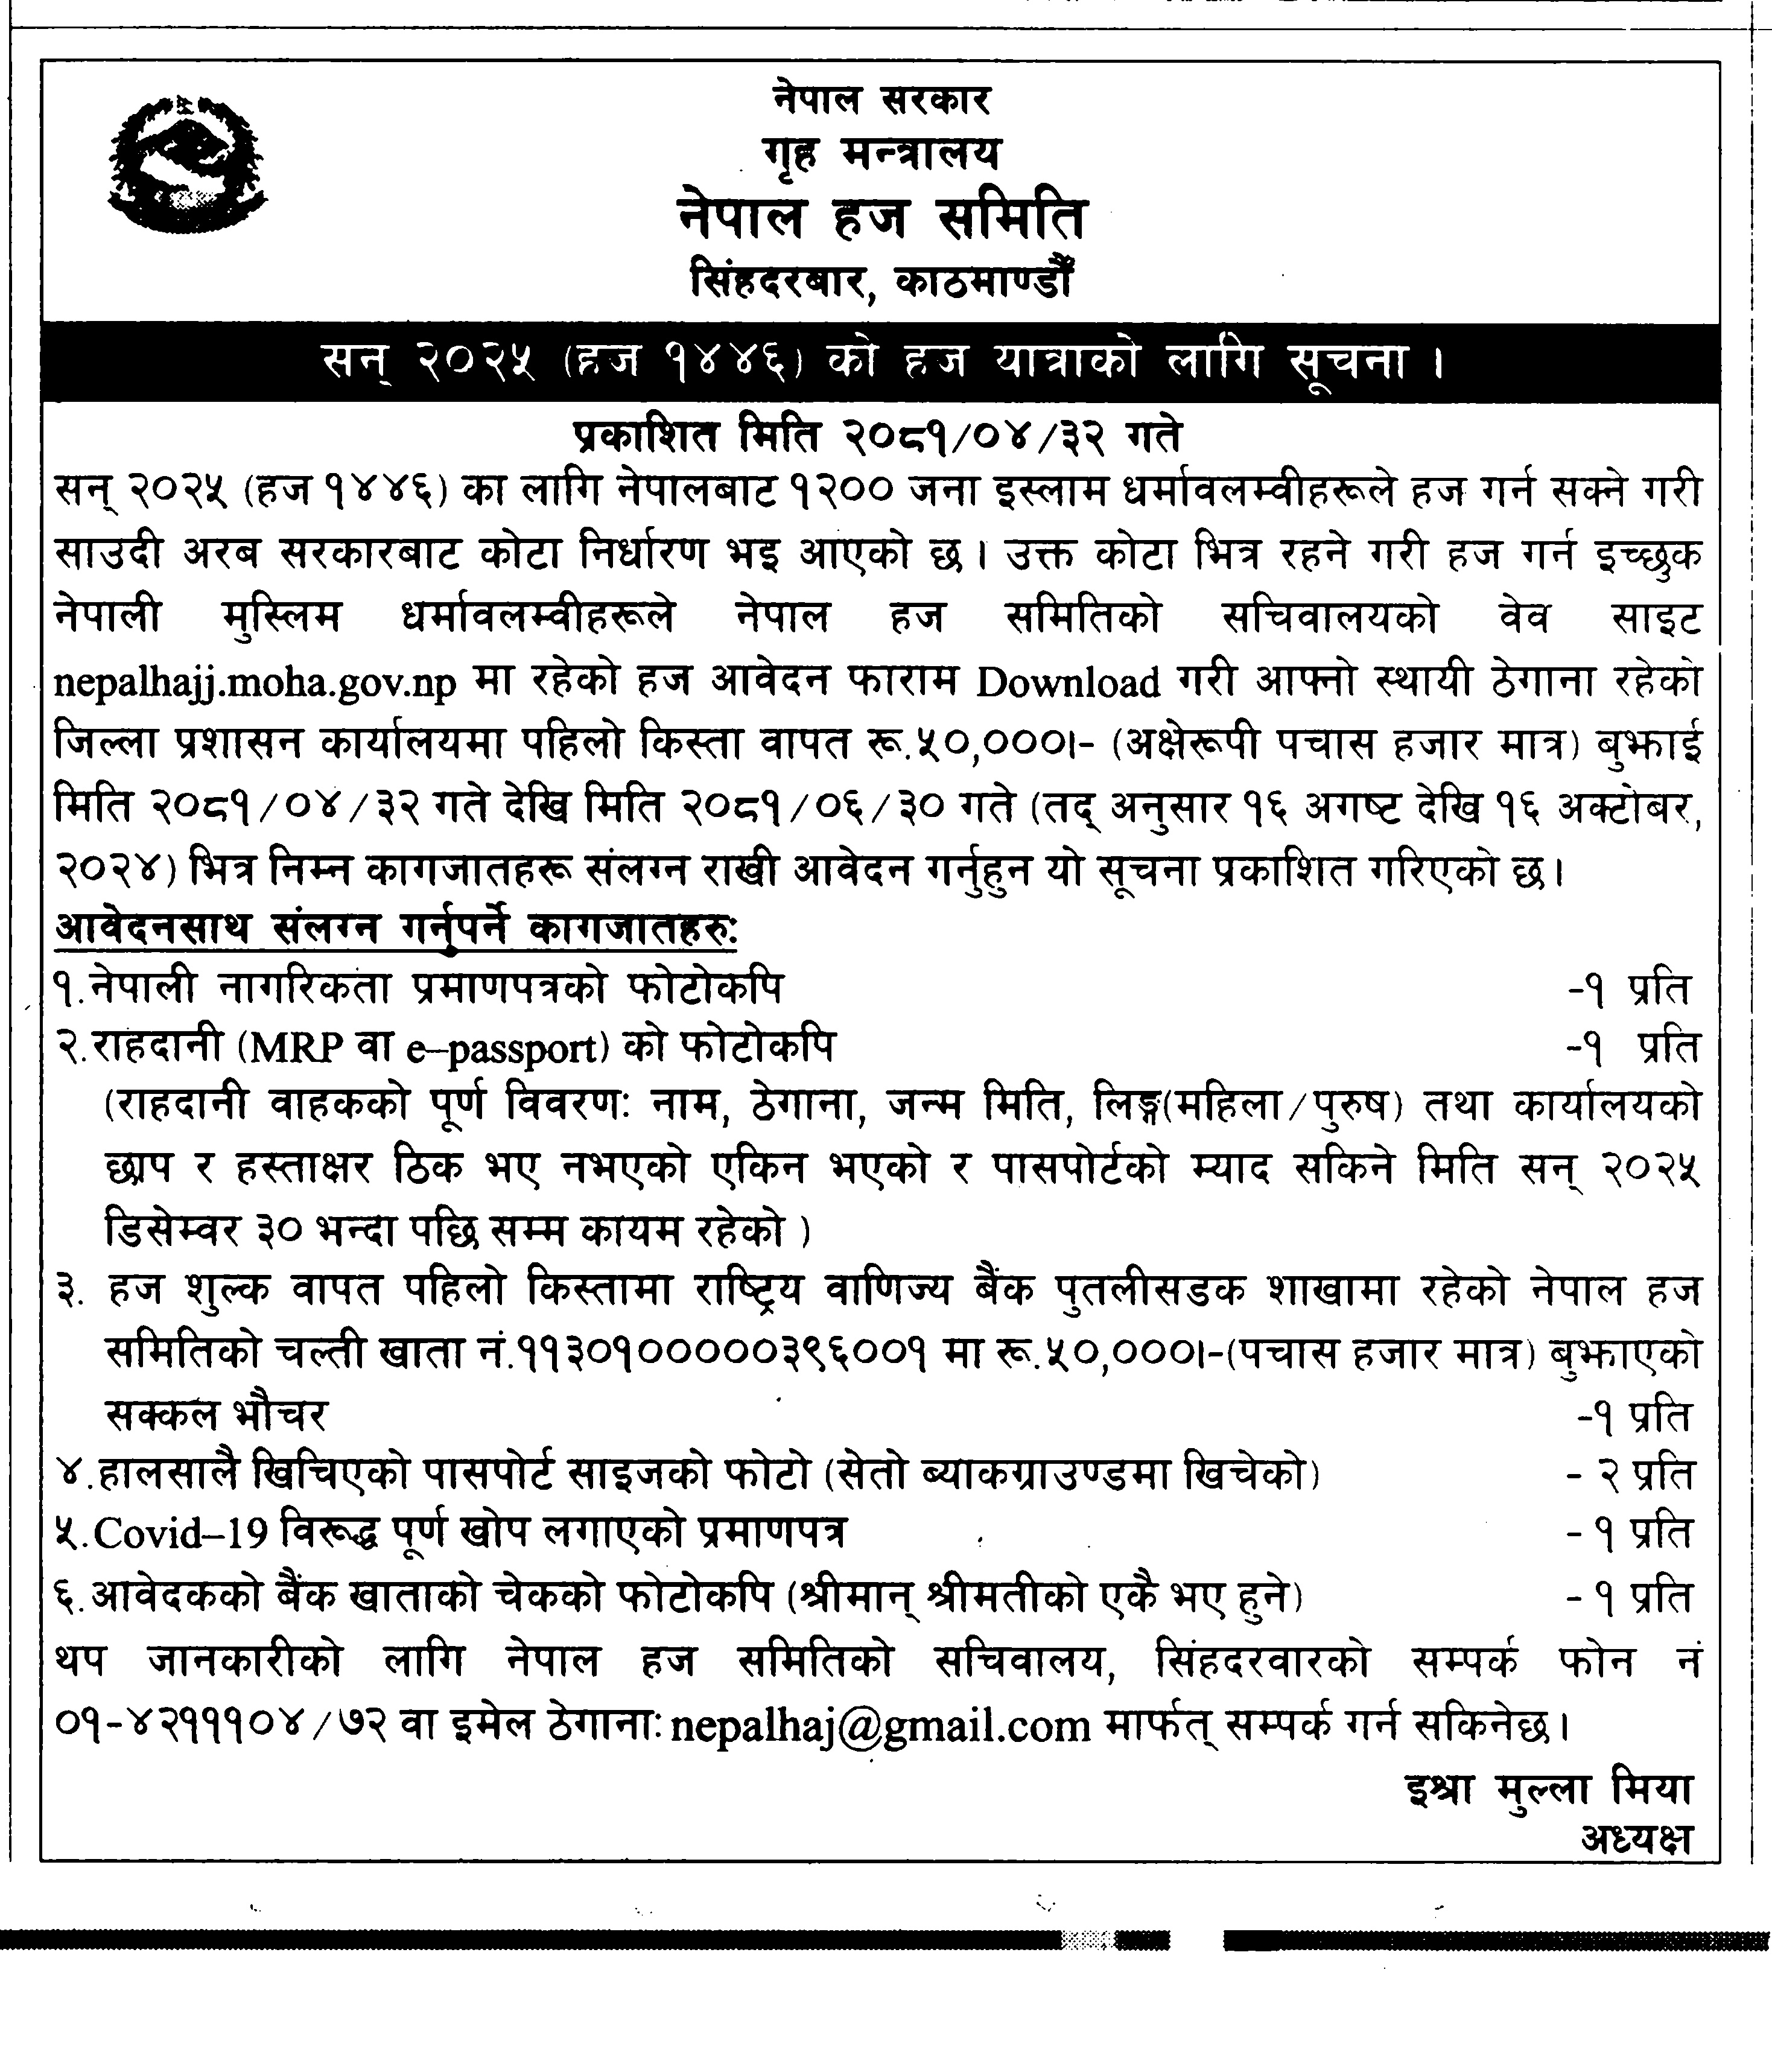 नेपाल सरकार
गृह मन्त्रालय
नेपाल हज समिति
सिंहदरबार, काठमाण्डौं
सन् २०२५ (हज १४४६) को हज यात्राको लागि सूचना ।
प्रकाशित मिति २०८१/०४/३२ गते
सन् २०२५ (हज १४४६) का लागि नेपालबाट १२०० जना इस्लाम धर्मावलम्वीहरूले हज गर्न सक्ने गरी
साउदी अरब सरकारबाट कोटा निर्धारण भइ आएको छ । उक्त कोटा भित्र रहने गरी हज गर्न इच्छुक
नेपाली मुस्लिम धर्मावलम्वीहरूले नेपाल हज समितिको सचिवालयको वेव साइट
nepalhajj.moha.gov.np मा रहेको हज आवेदन फाराम Download गरी आफ्नो स्थायी ठेगाना रहेको
जिल्ला प्रशासन कार्यालयमा पहिलो किस्ता वापत रू.५०,०००।- (अक्षेरूपी पचास हजार मात्र) बुझाई
मिति २०८१/०४/३२ गते देखि मिति २०८१/०६/३० गते (तद् अनुसार १६ अगष्ट देखि १६ अक्टोबर,
२०२४) भित्र निम्न कागजातहरू संलग्न राखी आवेदन गर्नुहुन यो सूचना प्रकाशित गरिएको छ।
आवेदनसाथ संलग्न गर्नुपर्ने कागजातहरुः
१.नेपाली नागरिकता प्रमाणपत्रको फोटोकपि -१ प्रति
२.राहदानी (MRP वा e–passport) को फोटोकपि -१ प्रति
(राहदानी वाहकको पूर्ण विवरणः नाम, ठेगाना, जन्म मिति, लिङ्ग(महिला/पुरुष) तथा कार्यालयको
छाप र हस्ताक्षर ठिक भए नभएको एकिन भएको र पासपोर्टको म्याद सकिने मिति सन् २०२५
डिसेम्वर ३० भन्दा पछि सम्म कायम रहेको )
३. हज शुल्क वापत पहिलो किस्तामा राष्ट्रिय वाणिज्य बैंक पुतलीसडक शाखामा रहेको नेपाल हज
समितिको चल्ती खाता नं.११३०१०००००३९६००१ मा रू.५०,०००।-(पचास हजार मात्र) बुझाएको
सक्कल भौचर -१ प्रति
४.हालसालै खिचिएको पासपोर्ट साइजको फोटो (सेतो ब्याकग्राउण्डमा खिचेको) - २ प्रति
५.Covid–19 विरूद्ध पूर्ण खोप लगाएको प्रमाणपत्र - १ प्रति
६.आवेदकको बैंक खाताको चेकको फोटोकपि (श्रीमान् श्रीमतीको एकै भए हुने) - १ प्रति
थप जानकारीको लागि नेपाल हज समितिको सचिवालय, सिंहदरवारको सम्पर्क फोन नं
०१-४२१११०४/७२ वा इमेल ठेगानाः nepalhaj@gmail.com मार्फत् सम्पर्क गर्न सकिनेछ।
इश्रा मुल्ला मिया
अध्यक्ष